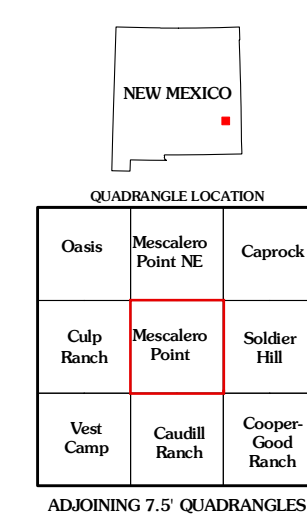 NEW MEXICO
QUADRANGLE LOCATION
Oasis
Mescalero
Point NE
Caprock
Culp
Ranch
Mescalero
Point
Soldier
Hill
Vest
Camp
Caudill
Ranch
Cooper-
Good
Ranch
ADJOINING 7.5' QUADRANGLES